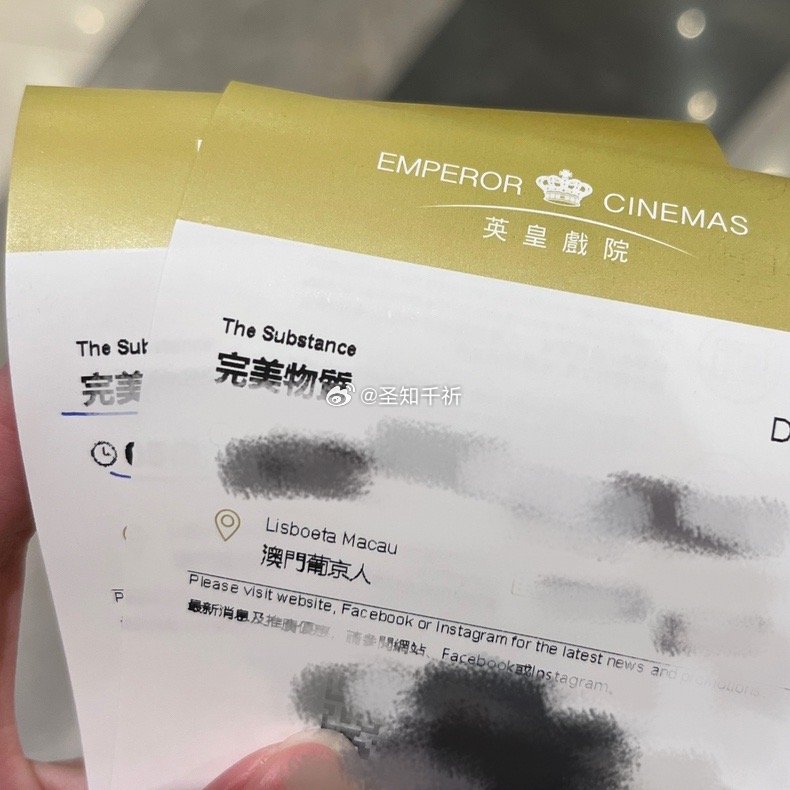 EMPEROR CINEMAS
英皇戲院
The Substance
完美物質
@圣知千祈
D
Lisboeta Macau
澳門葡京人
Please visit website, Facebook or Instagram for the latest news and promotions
最新消息及推廣優惠，請參閱網站、Facebook或Instagram。
The Sub
完美
P